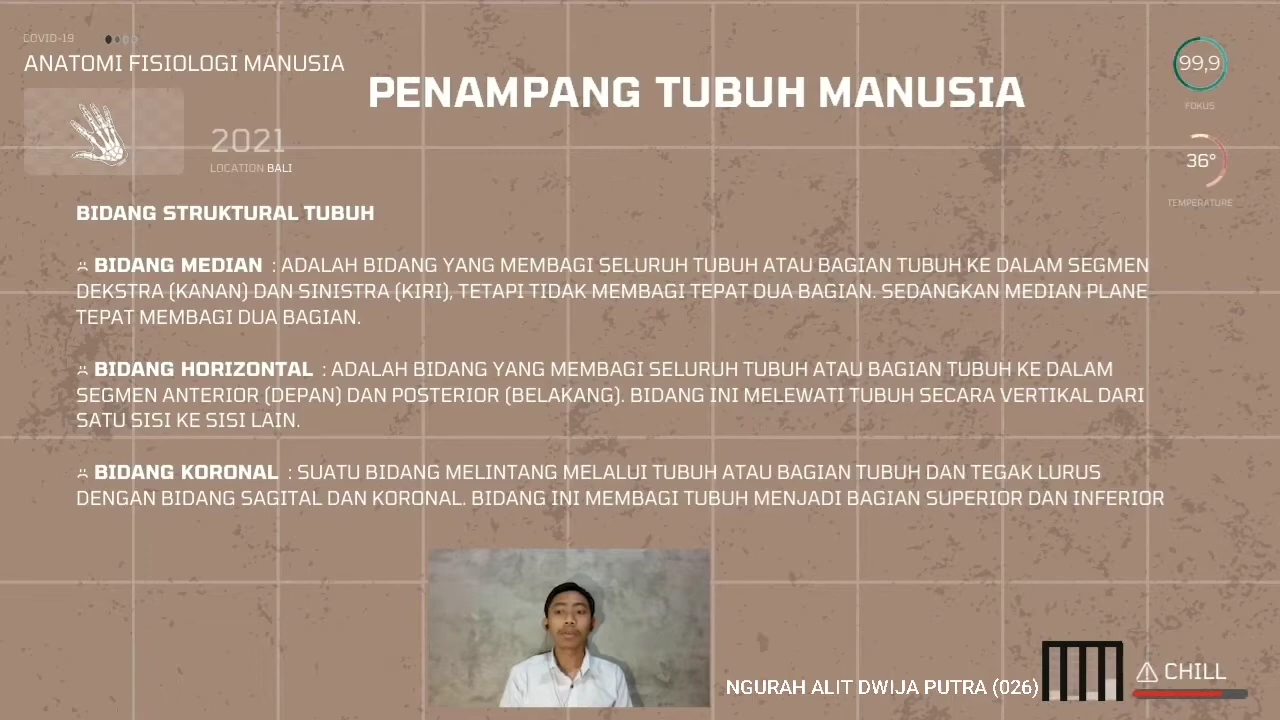 COVID-19
ANATOMI FISIOLOGI MANUSIA
PENAMPANG TUBUH MANUSIA
99,9
FOKUS
2021
LOCATION BALI
36°
TEMPERATURE
BIDANG STRUKTURAL TUBUH
BIDANG MEDIAN : ADALAH BIDANG YANG MEMBAGI SELURUH TUBUH ATAU BAGIAN TUBUH KE DALAM SEGMEN
DEKSTRA (KANAN) DAN SINISTRA (KIRI), TETAPI TIDAK MEMBAGI TEPAT DUA BAGIAN. SEDANGKAN MEDIAN PLANE
TEPAT MEMBAGI DUA BAGIAN.
BIDANG HORIZONTAL : ADALAH BIDANG YANG MEMBAGI SELURUH TUBUH ATAU BAGIAN TUBUH KE DALAM
SEGMEN ANTERIOR (DEPAN) DAN POSTERIOR (BELAKANG). BIDANG INI MELEWATI TUBUH SECARA VERTIKAL DARI
SATU SISI KE SISI LAIN.
BIDANG KORONAL : SUATU BIDANG MELINTANG MELALUI TUBUH ATAU BAGIAN TUBUH DAN TEGAK LURUS
DENGAN BIDANG SAGITAL DAN KORONAL. BIDANG INI MEMBAGI TUBUH MENJADI BAGIAN SUPERIOR DAN INFERIOR
NGURAH ALIT DWIJA PUTRA (026)
CHILL